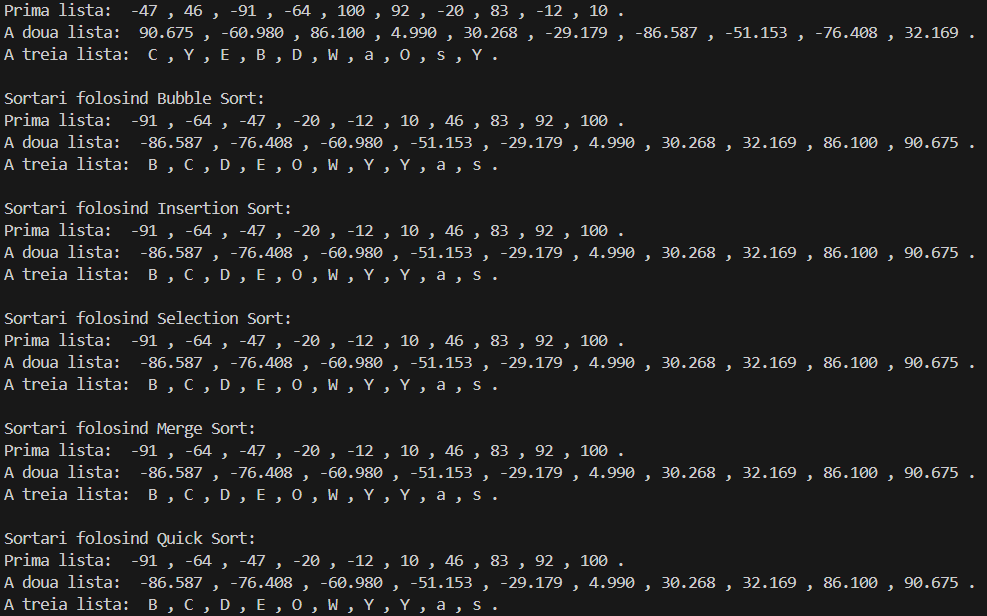 Prima lista:  -47 , 46 , -91 , -64 , 100 , 92 , -20 , 83 , -12 , 10 .
A doua lista:  90.675 , -60.980 , 86.100 , 4.990 , 30.268 , -29.179 , -86.587 , -51.153 , -76.408 , 32.169 .
A treia lista:  C , Y , E , B , D , W , a , O , s , Y .
Sortari folosind Bubble Sort:
Prima lista:  -91 , -64 , -47 , -20 , -12 , 10 , 46 , 83 , 92 , 100 .
A doua lista:  -86.587 , -76.408 , -60.980 , -51.153 , -29.179 , 4.990 , 30.268 , 32.169 , 86.100 , 90.675 .
A treia lista:  B , C , D , E , O , W , Y , Y , a , s .
Sortari folosind Insertion Sort:
Prima lista:  -91 , -64 , -47 , -20 , -12 , 10 , 46 , 83 , 92 , 100 .
A doua lista:  -86.587 , -76.408 , -60.980 , -51.153 , -29.179 , 4.990 , 30.268 , 32.169 , 86.100 , 90.675 .
A treia lista:  B , C , D , E , O , W , Y , Y , a , s .
Sortari folosind Selection Sort:
Prima lista:  -91 , -64 , -47 , -20 , -12 , 10 , 46 , 83 , 92 , 100 .
A doua lista:  -86.587 , -76.408 , -60.980 , -51.153 , -29.179 , 4.990 , 30.268 , 32.169 , 86.100 , 90.675 .
A treia lista:  B , C , D , E , O , W , Y , Y , a , s .
Sortari folosind Merge Sort:
Prima lista:  -91 , -64 , -47 , -20 , -12 , 10 , 46 , 83 , 92 , 100 .
A doua lista:  -86.587 , -76.408 , -60.980 , -51.153 , -29.179 , 4.990 , 30.268 , 32.169 , 86.100 , 90.675 .
A treia lista:  B , C , D , E , O , W , Y , Y , a , s .
Sortari folosind Quick Sort:
Prima lista:  -91 , -64 , -47 , -20 , -12 , 10 , 46 , 83 , 92 , 100 .
A doua lista:  -86.587 , -76.408 , -60.980 , -51.153 , -29.179 , 4.990 , 30.268 , 32.169 , 86.100 , 90.675 .
A treia lista:  B , C , D , E , O , W , Y , Y , a , s .